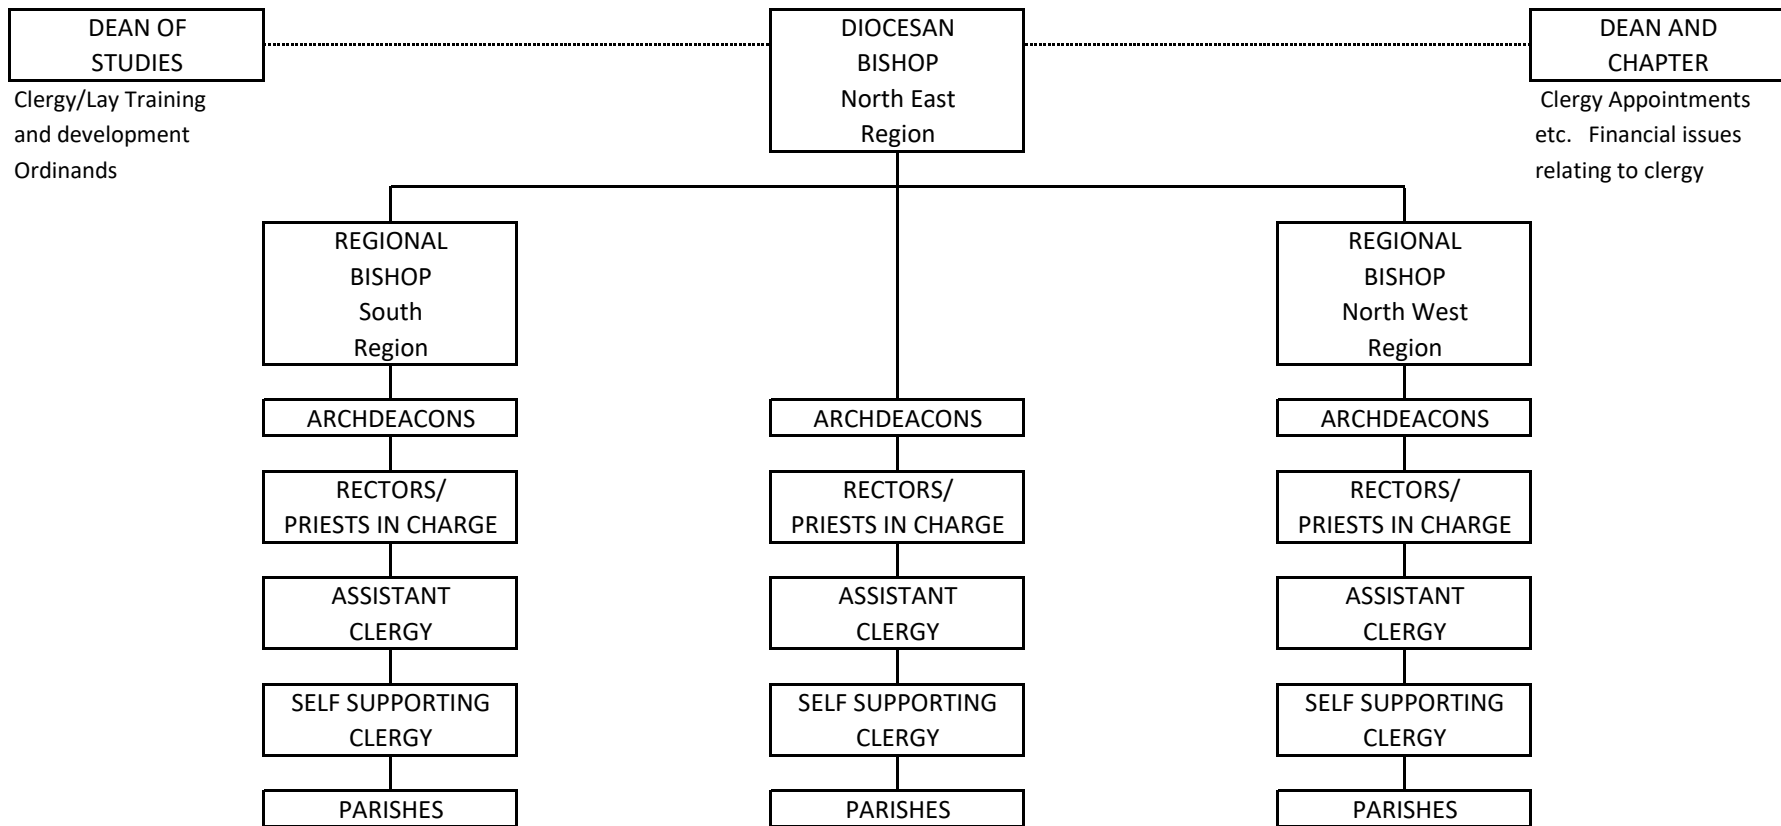 DEAN OF
STUDIES
Clergy/Lay Training
and development
Ordinands
DIOCESAN
BISHOP
North East
Region
DEAN AND
CHAPTER
Clergy Appointments
etc.   Financial issues
relating to clergy
REGIONAL
BISHOP
South
Region
REGIONAL
BISHOP
North West
Region
ARCHDEACONS
ARCHDEACONS
ARCHDEACONS
RECTORS/
PRIESTS IN CHARGE
RECTORS/
PRIESTS IN CHARGE
RECTORS/
PRIESTS IN CHARGE
ASSISTANT
CLERGY
ASSISTANT
CLERGY
ASSISTANT
CLERGY
SELF SUPPORTING
CLERGY
SELF SUPPORTING
CLERGY
SELF SUPPORTING
CLERGY
PARISHES
PARISHES
PARISHES